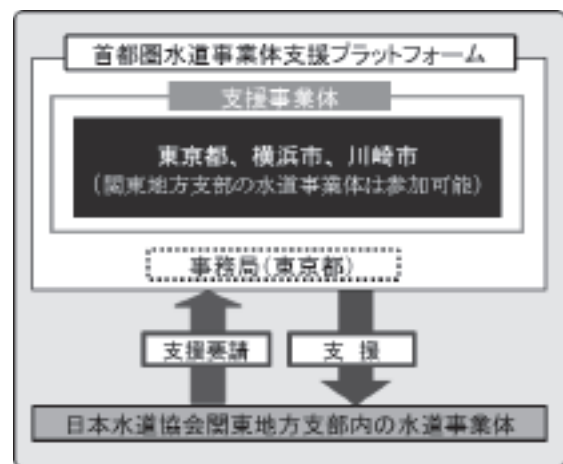 首都圏水道事業体支援プラットフォーム
支援事業体
東京都、横浜市、川崎市
(関東地方支部の水道事業体は参加可能)
事務局(東京都)
支援要請
支 援
日本水道協会関東地方支部内の水道事業体